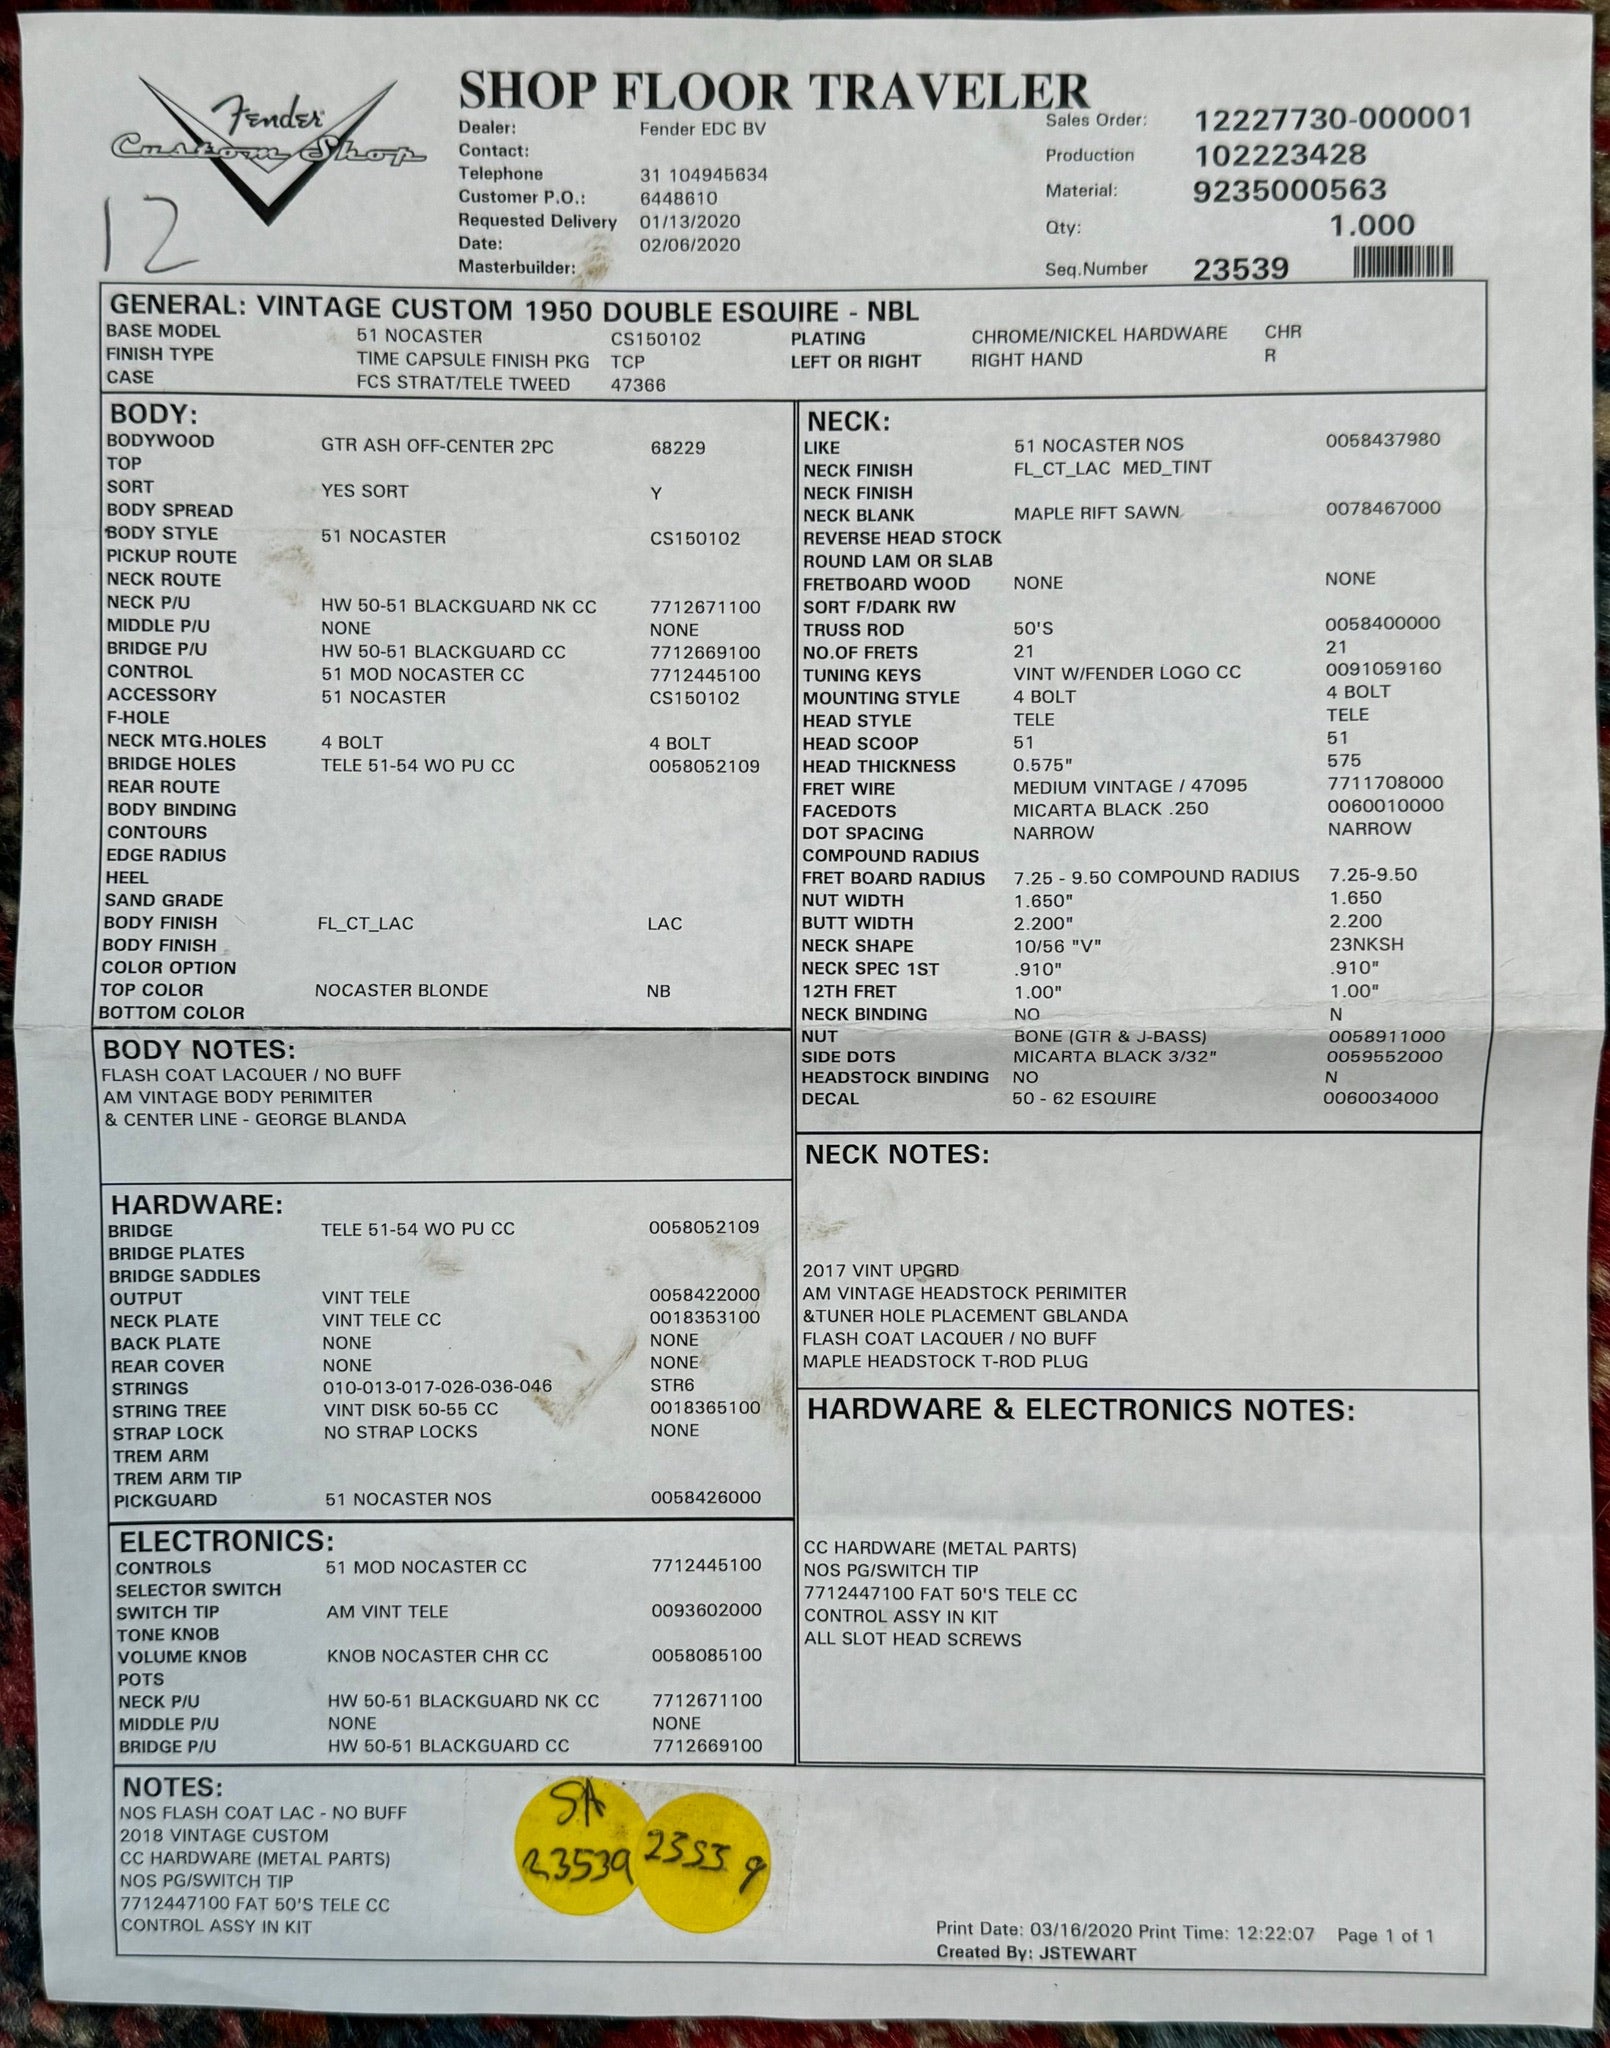 Fender
Custom Shop
12
SHOP FLOOR TRAVELER
Dealer: Fender EDC BV
Contact:
Telephone 31 104945634
Customer P.O.: 6448610
Requested Delivery 01/13/2020
Date: 02/06/2020
Masterbuilder:
Sales Order: 12227730-000001
Production 102223428
Material: 9235000563
Qty: 1.000
Seq.Number 23539
GENERAL: VINTAGE CUSTOM 1950 DOUBLE ESQUIRE - NBL
BASE MODEL 51 NOCASTER CS150102 PLATING CHROME/NICKEL HARDWARE CHR
FINISH TYPE TIME CAPSULE FINISH PKG TCP LEFT OR RIGHT RIGHT HAND R
CASE FCS STRAT/TELE TWEED 47366
BODY:
BODYWOOD GTR ASH OFF-CENTER 2PC 68229
TOP
SORT YES SORT Y
BODY SPREAD
BODY STYLE 51 NOCASTER CS150102
PICKUP ROUTE
NECK ROUTE
NECK P/U HW 50-51 BLACKGUARD NK CC 7712671100
MIDDLE P/U NONE NONE
BRIDGE P/U HW 50-51 BLACKGUARD CC 7712669100
CONTROL 51 MOD NOCASTER CC 7712445100
ACCESSORY 51 NOCASTER CS150102
F-HOLE
NECK MTG.HOLES 4 BOLT 4 BOLT
BRIDGE HOLES TELE 51-54 WO PU CC 0058052109
REAR ROUTE
BODY BINDING
CONTOURS
EDGE RADIUS
HEEL
SAND GRADE
BODY FINISH FL_CT_LAC LAC
BODY FINISH
COLOR OPTION
TOP COLOR NOCASTER BLONDE NB
BOTTOM COLOR
BODY NOTES:
FLASH COAT LACQUER / NO BUFF
AM VINTAGE BODY PERIMITER
& CENTER LINE - GEORGE BLANDA
HARDWARE:
BRIDGE TELE 51-54 WO PU CC 0058052109
BRIDGE PLATES
BRIDGE SADDLES
OUTPUT VINT TELE 0058422000
NECK PLATE VINT TELE CC 0018353100
BACK PLATE NONE NONE
REAR COVER NONE NONE
STRINGS 010-013-017-026-036-046 STR6
STRING TREE VINT DISK 50-55 CC 0018365100
STRAP LOCK NO STRAP LOCKS NONE
TREM ARM
TREM ARM TIP
PICKGUARD 51 NOCASTER NOS 0058426000
ELECTRONICS:
CONTROLS 51 MOD NOCASTER CC 7712445100
SELECTOR SWITCH
SWITCH TIP AM VINT TELE 0093602000
TONE KNOB
VOLUME KNOB KNOB NOCASTER CHR CC 0058085100
POTS
NECK P/U HW 50-51 BLACKGUARD NK CC 7712671100
MIDDLE P/U NONE NONE
BRIDGE P/U HW 50-51 BLACKGUARD CC 7712669100
NECK:
LIKE 51 NOCASTER NOS 0058437980
NECK FINISH FL_CT_LAC MED_TINT
NECK FINISH
NECK BLANK MAPLE RIFT SAWN 0078467000
REVERSE HEAD STOCK
ROUND LAM OR SLAB
FRETBOARD WOOD NONE NONE
SORT F/DARK RW
TRUSS ROD 50'S 0058400000
NO.OF FRETS 21 21
TUNING KEYS VINT W/FENDER LOGO CC 0091059160
MOUNTING STYLE 4 BOLT 4 BOLT
HEAD STYLE TELE TELE
HEAD SCOOP 51 51
HEAD THICKNESS 0.575" 575
FRET WIRE MEDIUM VINTAGE / 47095 7711708000
FACEDOTS MICARTA BLACK .250 0060010000
DOT SPACING NARROW NARROW
COMPOUND RADIUS
FRET BOARD RADIUS 7.25 - 9.50 COMPOUND RADIUS 7.25-9.50
NUT WIDTH 1.650" 1.650
BUTT WIDTH 2.200" 2.200
NECK SHAPE 10/56 "V" 23NKSH
NECK SPEC 1ST .910" .910"
12TH FRET 1.00" 1.00"
NECK BINDING NO N
NUT BONE (GTR & J-BASS) 0058911000
SIDE DOTS MICARTA BLACK 3/32" 0059552000
HEADSTOCK BINDING NO N
DECAL 50 - 62 ESQUIRE 0060034000
NECK NOTES:
2017 VINT UPGRD
AM VINTAGE HEADSTOCK PERIMITER
&TUNER HOLE PLACEMENT GBLANDA
FLASH COAT LACQUER / NO BUFF
MAPLE HEADSTOCK T-ROD PLUG
HARDWARE & ELECTRONICS NOTES:
CC HARDWARE (METAL PARTS)
NOS PG/SWITCH TIP
7712447100 FAT 50'S TELE CC
CONTROL ASSY IN KIT
ALL SLOT HEAD SCREWS
NOTES:
NOS FLASH COAT LAC - NO BUFF
2018 VINTAGE CUSTOM
CC HARDWARE (METAL PARTS)
NOS PG/SWITCH TIP
7712447100 FAT 50'S TELE CC
CONTROL ASSY IN KIT
SA
23539
23539
Print Date: 03/16/2020 Print Time: 12:22:07 Page 1 of 1
Created By: JSTEWART